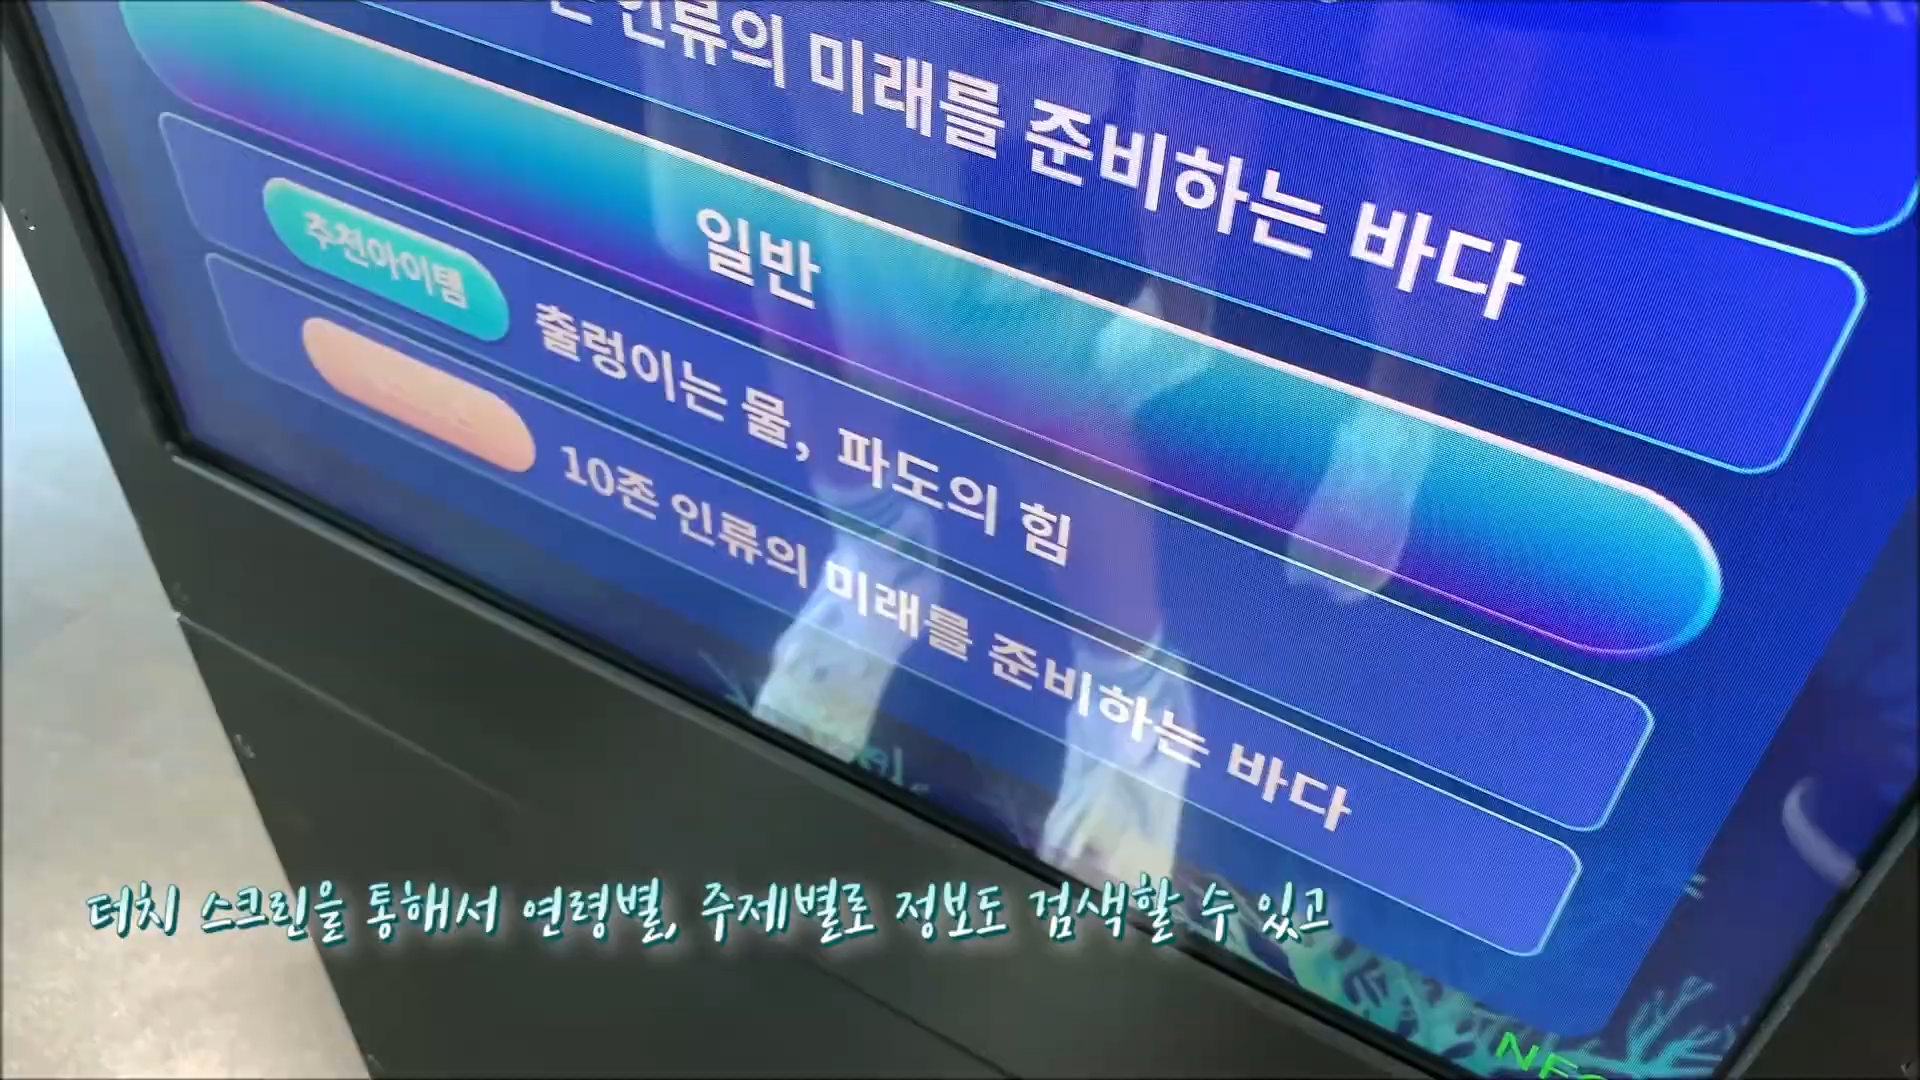 인류의 미래를 준비하는 바다
일반
추천아이템
출렁이는 물, 파도의 힘
10존 인류의 미래를 준비하는 바다
터치 스크린을 통해서 연령별, 주제별로 정보도 검색할 수 있고